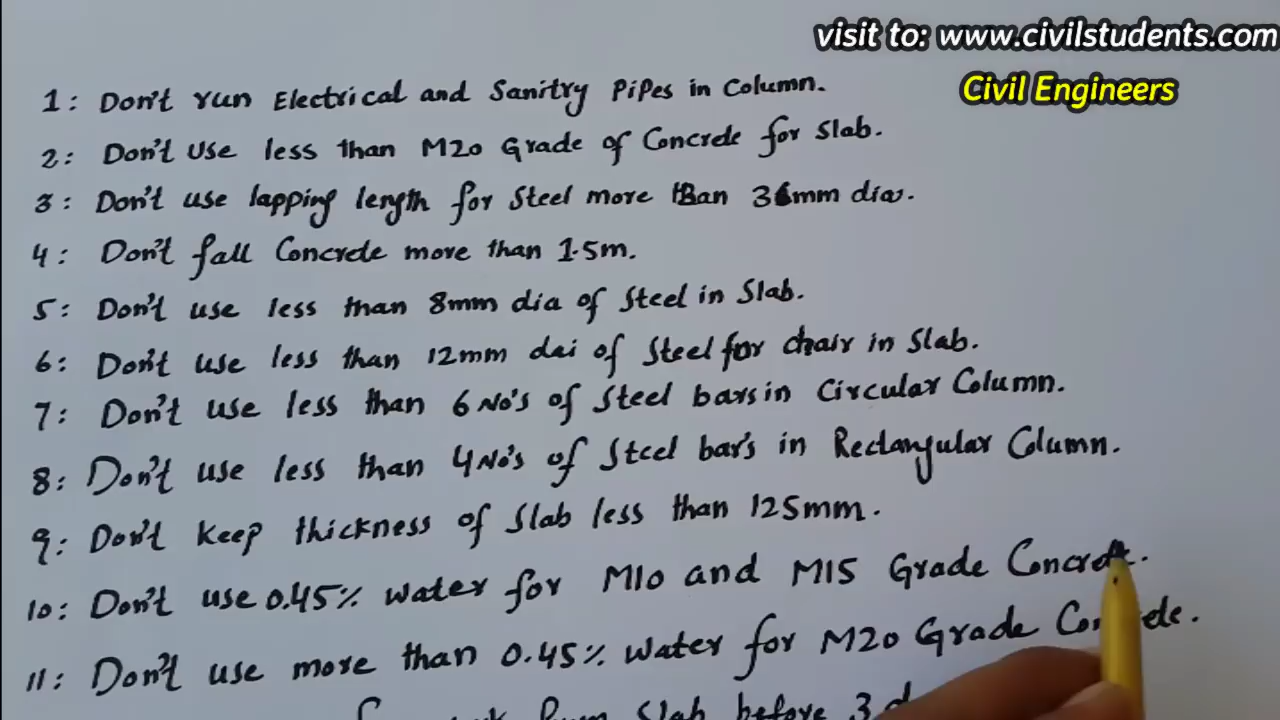 visit to: www.civilstudents.com
Civil Engineers
1: Don't run Electrical and Sanitry Pipes in Column.
2: Don't Use less than M20 Grade of Concrete for Slab.
3: Don't use lapping length for Steel more than 36mm dia.
4: Don't fall Concrete more than 1.5m.
5: Don't use less than 8mm dia of Steel in Slab.
6: Don't use less than 12mm dai of Steel for chair in Slab.
7: Don't use less than 6 No's of Steel bars in Circular Column.
8: Don't use less than 4 No's of Steel bar's in Rectangular Column.
9: Don't keep thickness of Slab less than 125mm.
10: Don't use 0.45% water for M10 and M15 Grade Concrete.
11: Don't use more than 0.45% water for M20 Grade
Slab before 3